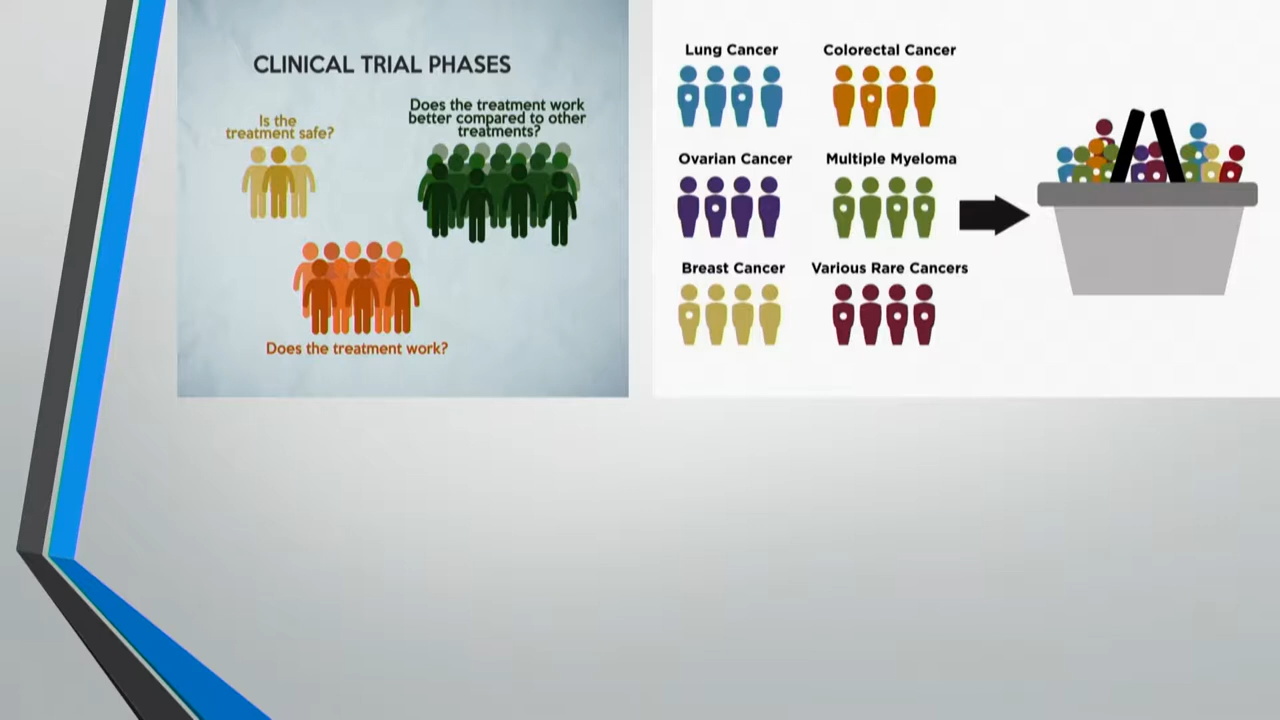 CLINICAL TRIAL PHASES
Is the
treatment safe?
Does the treatment work
better compared to other
treatments?
Does the treatment work?
Lung Cancer
Colorectal Cancer
Ovarian Cancer
Multiple Myeloma
Breast Cancer
Various Rare Cancers